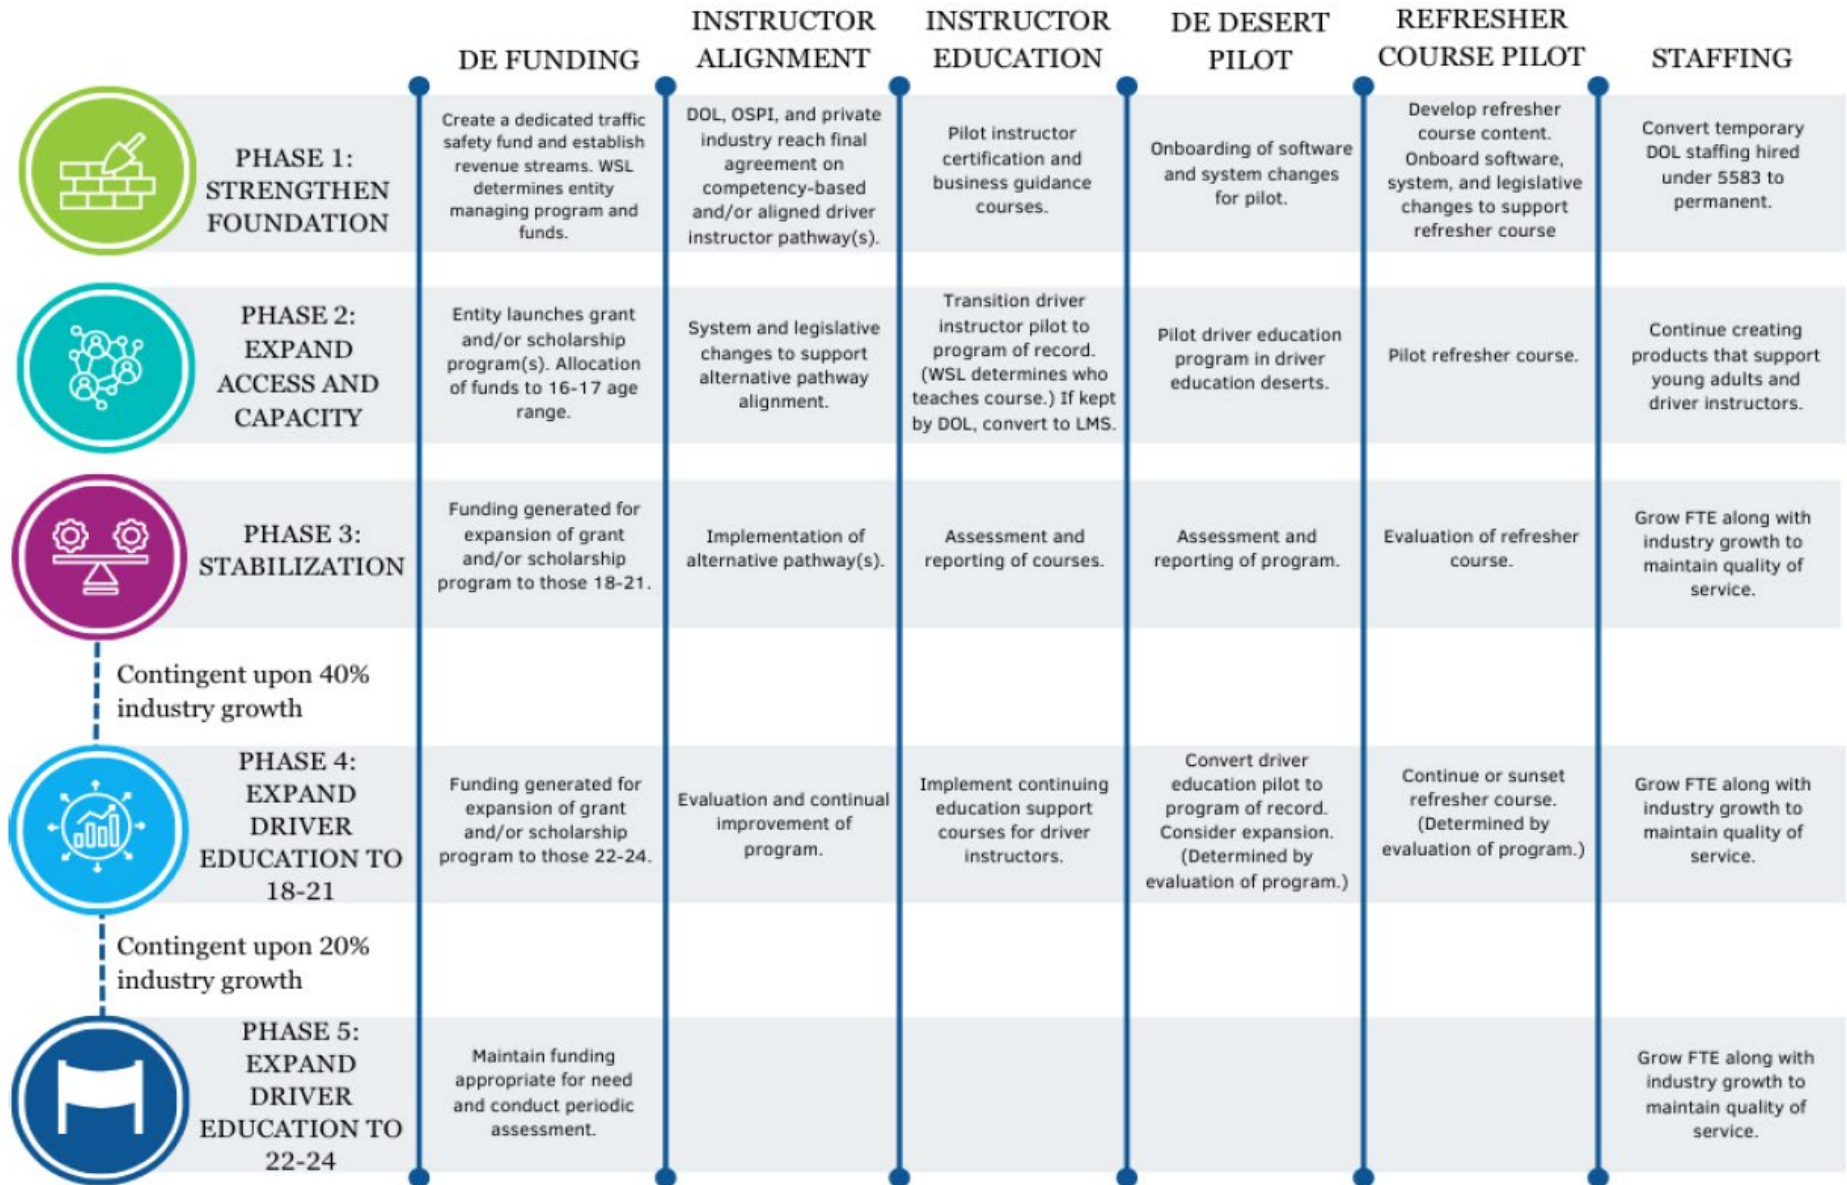 DE FUNDING
INSTRUCTOR
ALIGNMENT
INSTRUCTOR
EDUCATION
DE DESERT
PILOT
REFRESHER
COURSE PILOT
STAFFING
PHASE 1:
STRENGTHEN
FOUNDATION
Create a dedicated traffic
safety fund and establish
revenue streams. WSL
determines entity
managing program and
funds.
DOL, OSPI, and private
industry reach final
agreement on
competency-based
and/or aligned driver
instructor pathway(s).
Pilot instructor
certification and
business guidance
courses.
Onboarding of software
and system changes
for pilot.
Develop refresher
course content.
Onboard software,
system, and legislative
changes to support
refresher course
Convert temporary
DOL staffing hired
under 5583 to
permanent.
PHASE 2:
EXPAND
ACCESS AND
CAPACITY
Entity launches grant
and/or scholarship
program(s). Allocation
of funds to 16-17 age
range.
System and legislative
changes to support
alternative pathway
alignment.
Transition driver
instructor pilot to
program of record.
(WSL determines who
teaches course.) If kept
by DOL, convert to LMS.
Pilot driver education
program in driver
education deserts.
Pilot refresher course.
Continue creating
products that support
young adults and
driver instructors.
PHASE 3:
STABILIZATION
Funding generated for
expansion of grant
and/or scholarship
program to those 18-21.
Implementation of
alternative pathway(s).
Assessment and
reporting of courses.
Assessment and
reporting of program.
Evaluation of refresher
course.
Grow FTE along with
industry growth to
maintain quality of
service.
Contingent upon 40%
industry growth
PHASE 4:
EXPAND
DRIVER
EDUCATION TO
18-21
Funding generated for
expansion of grant
and/or scholarship
program to those 22-24.
Evaluation and continual
improvement of
program.
Implement continuing
education support
courses for driver
instructors.
Convert driver
education pilot to
program of record.
Consider expansion.
(Determined by
evaluation of program.)
Continue or sunset
refresher course.
(Determined by
evaluation of program.)
Grow FTE along with
industry growth to
maintain quality of
service.
Contingent upon 20%
industry growth
PHASE 5:
EXPAND
DRIVER
EDUCATION TO
22-24
Maintain funding
appropriate for need
and conduct periodic
assessment.
Grow FTE along with
industry growth to
maintain quality of
service.